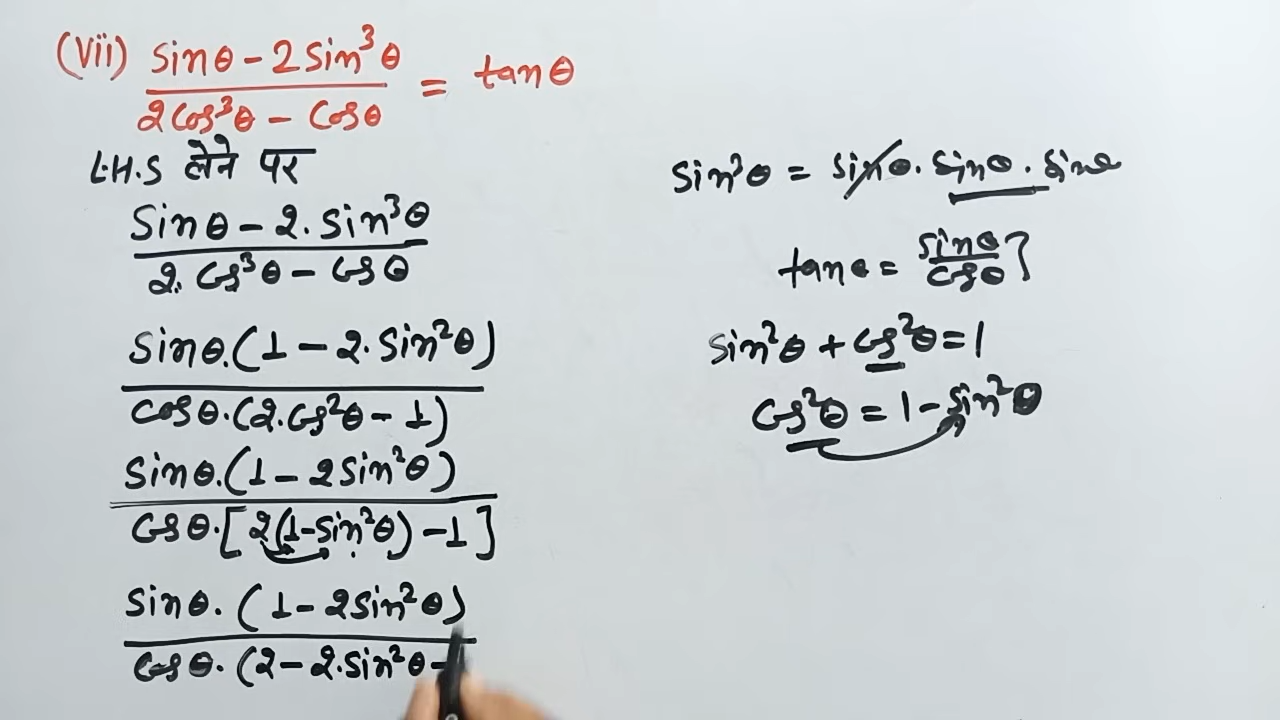 (vii) sinθ - 2 sin³θ / 2cos³θ - cosθ = tanθ
L.H.S लेने पर
sinθ - 2. sin³θ
2. cos³θ - cosθ
sinθ.(1 - 2. sin²θ)
cosθ.(2.cos²θ - 1)
sinθ.(1 - 2sin²θ)
cosθ.[2(1-sin²θ) - 1]
sinθ. (1 - 2sin²θ)
cosθ. (2 - 2.sin²θ -
sin³θ = sinθ. sinθ. sinθ
tanθ = sinθ / cosθ }
sin²θ + cos²θ = 1
cos²θ = 1 - sin²θ